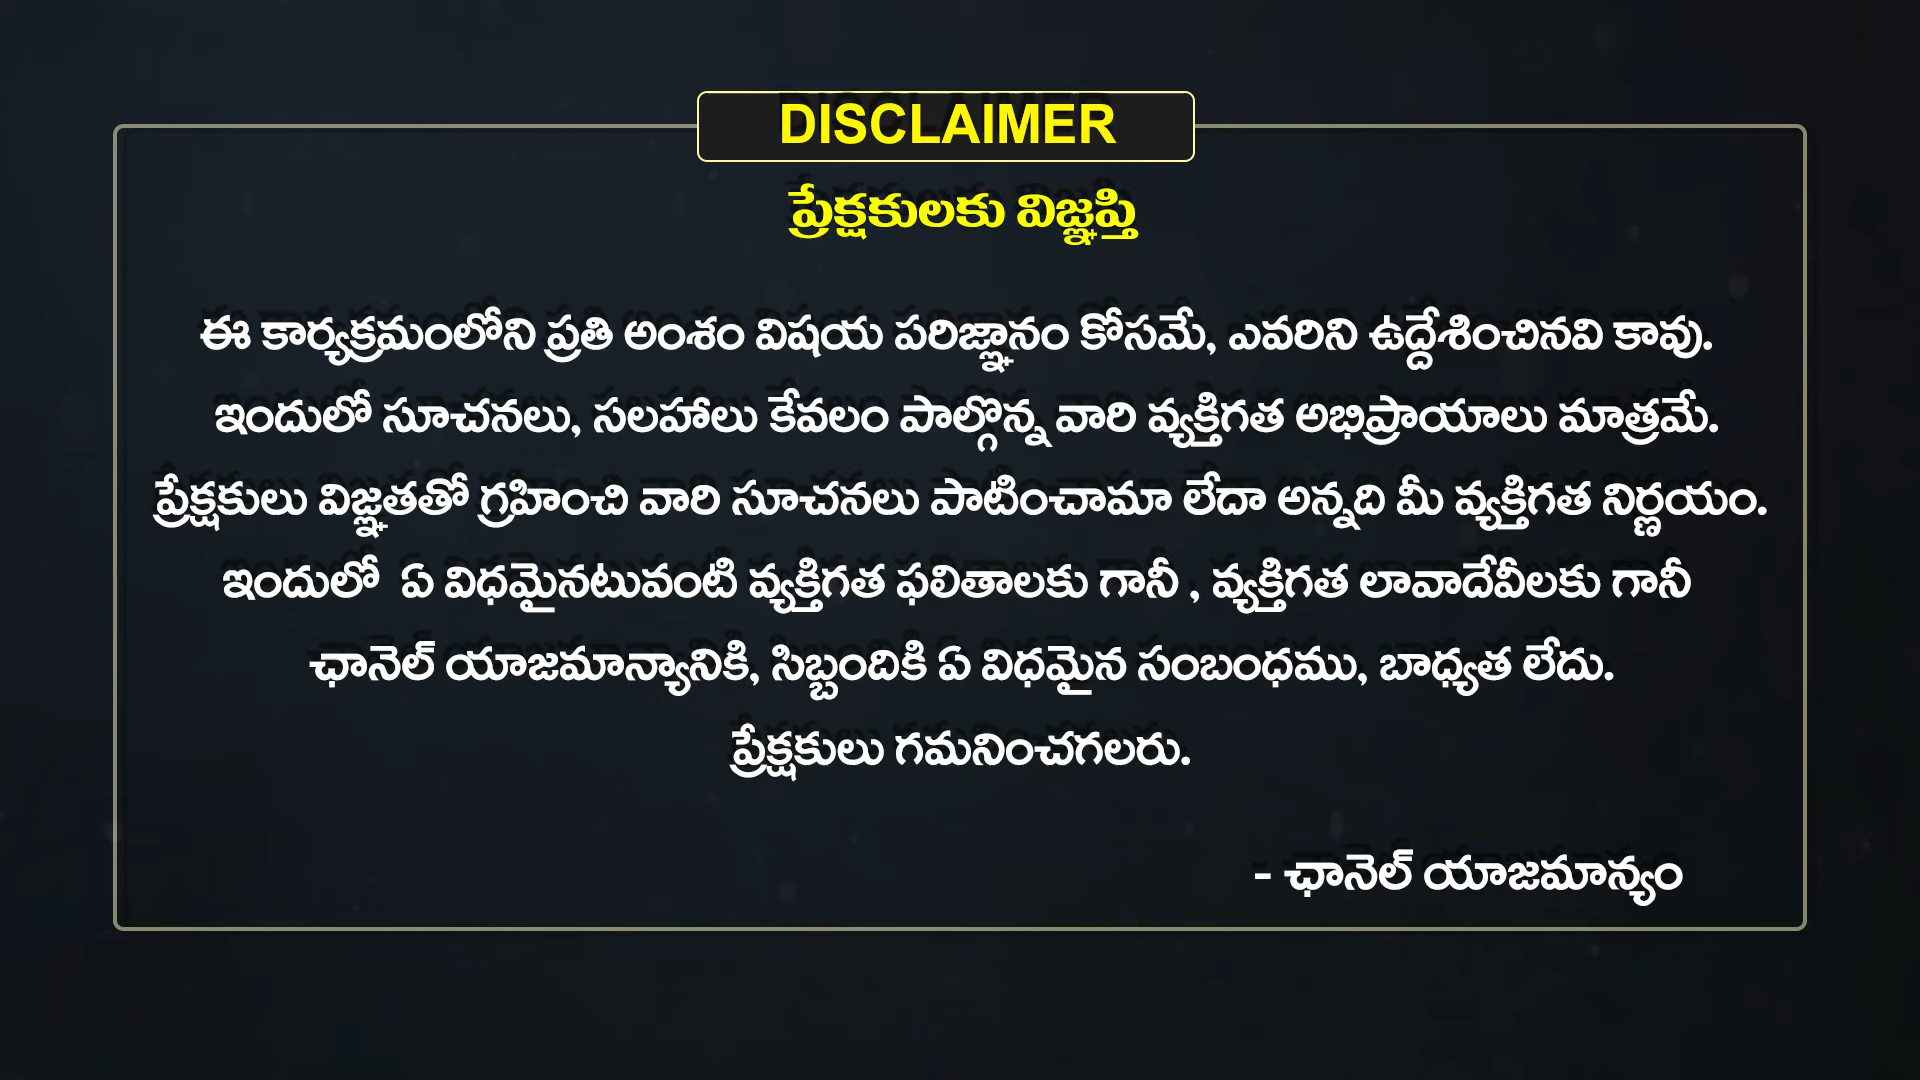 DISCLAIMER
ప్రేక్షకులకు విజ్ఞప్తి
ఈ కార్యక్రమంలోని ప్రతి అంశం విషయ పరిజ్ఞానం కోసమే, ఎవరిని ఉద్దేశించినవి కావు.
ఇందులో సూచనలు, సలహాలు కేవలం పాల్గొన్న వారి వ్యక్తిగత అభిప్రాయాలు మాత్రమే.
ప్రేక్షకులు విజ్ఞతతో గ్రహించి వారి సూచనలు పాటించామా లేదా అన్నది మీ వ్యక్తిగత నిర్ణయం.
ఇందులో ఏ విధమైనటువంటి వ్యక్తిగత ఫలితాలకు గానీ , వ్యక్తిగత లావాదేవీలకు గానీ
ఛానెల్ యాజమాన్యానికి, సిబ్బందికి ఏ విధమైన సంబంధము, బాధ్యత లేదు.
ప్రేక్షకులు గమనించగలరు.
- ఛానెల్ యాజమాన్యం